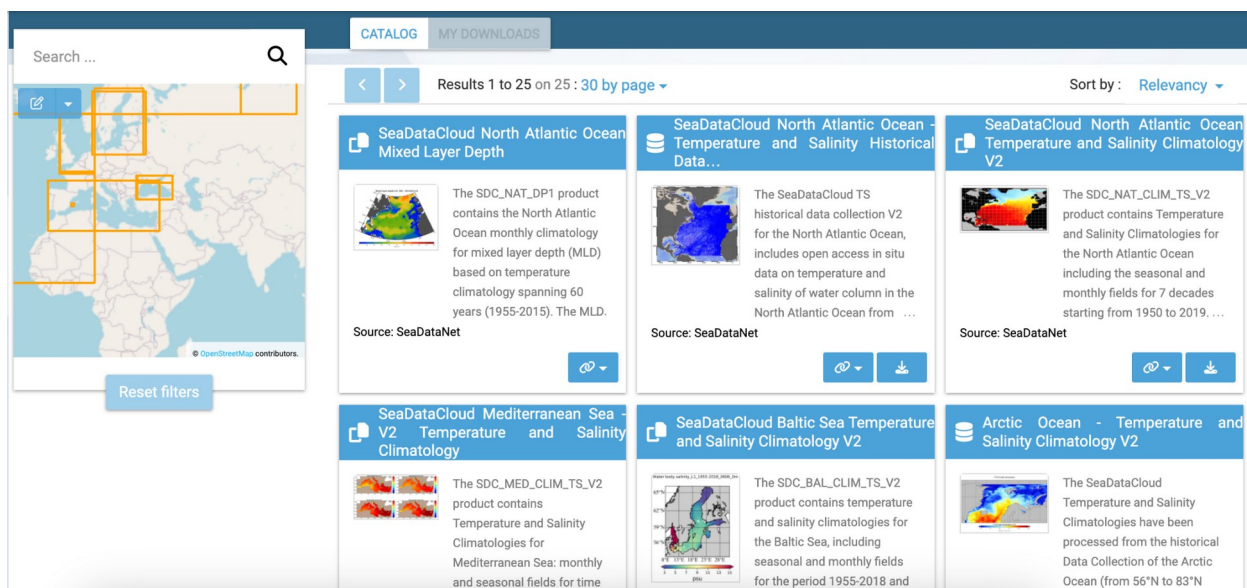 CATALOG
MY DOWNLOADS
Search ...
Results 1 to 25 on 25 : 30 by page
Sort by : Relevancy
© OpenStreetMap contributors.
Reset filters
SeaDataCloud North Atlantic Ocean
Mixed Layer Depth
The SDC_NAT_DP1 product
contains the North Atlantic
Ocean monthly climatology
for mixed layer depth (MLD)
based on temperature
climatology spanning 60
years (1955-2015). The MLD.
Source: SeaDataNet
SeaDataCloud North Atlantic Ocean -
Temperature and Salinity Historical
Data...
The SeaDataCloud TS
historical data collection V2
for the North Atlantic Ocean,
includes open access in situ
data on temperature and
salinity of water column in the
North Atlantic Ocean from ...
Source: SeaDataNet
SeaDataCloud North Atlantic Ocean
Temperature and Salinity Climatology
V2
The SDC_NAT_CLIM_TS_V2
product contains Temperature
and Salinity Climatologies for
the North Atlantic Ocean
including the seasonal and
monthly fields for 7 decades
starting from 1950 to 2019. ...
Source: SeaDataNet
SeaDataCloud Mediterranean Sea -
V2 Temperature and Salinity
Climatology
The SDC_MED_CLIM_TS_V2
product contains
Temperature and Salinity
Climatologies for
Mediterranean Sea: monthly
and seasonal fields for time
SeaDataCloud Baltic Sea Temperature
and Salinity Climatology V2
The SDC_BAL_CLIM_TS_V2
product contains temperature
and salinity climatologies for
the Baltic Sea, including
seasonal and monthly fields
for the period 1955-2018 and
Arctic Ocean - Temperature and
Salinity Climatology V2
The SeaDataCloud
Temperature and Salinity
Climatologies have been
processed from the historical
Data Collection of the Arctic
Ocean (from 56°N to 83°N